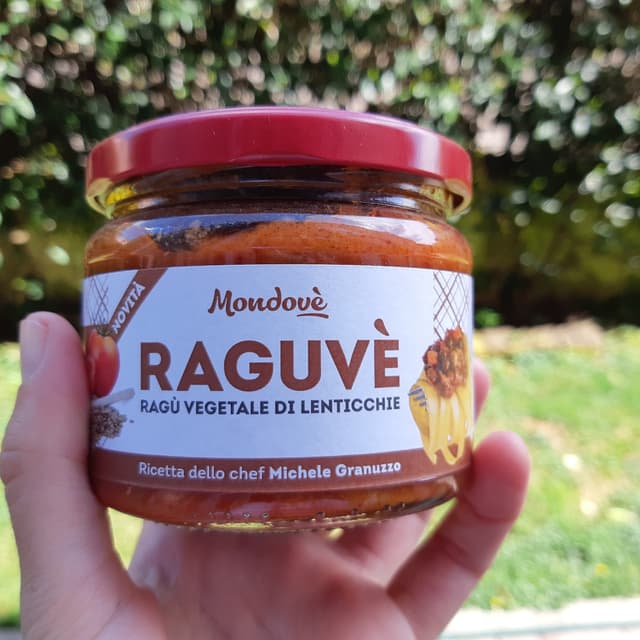 NOVITÀ
Mondovè
RAGUVÈ
RAGÙ VEGETALE DI LENTICCHIE
Ricetta dello chef Michele Granuzzo